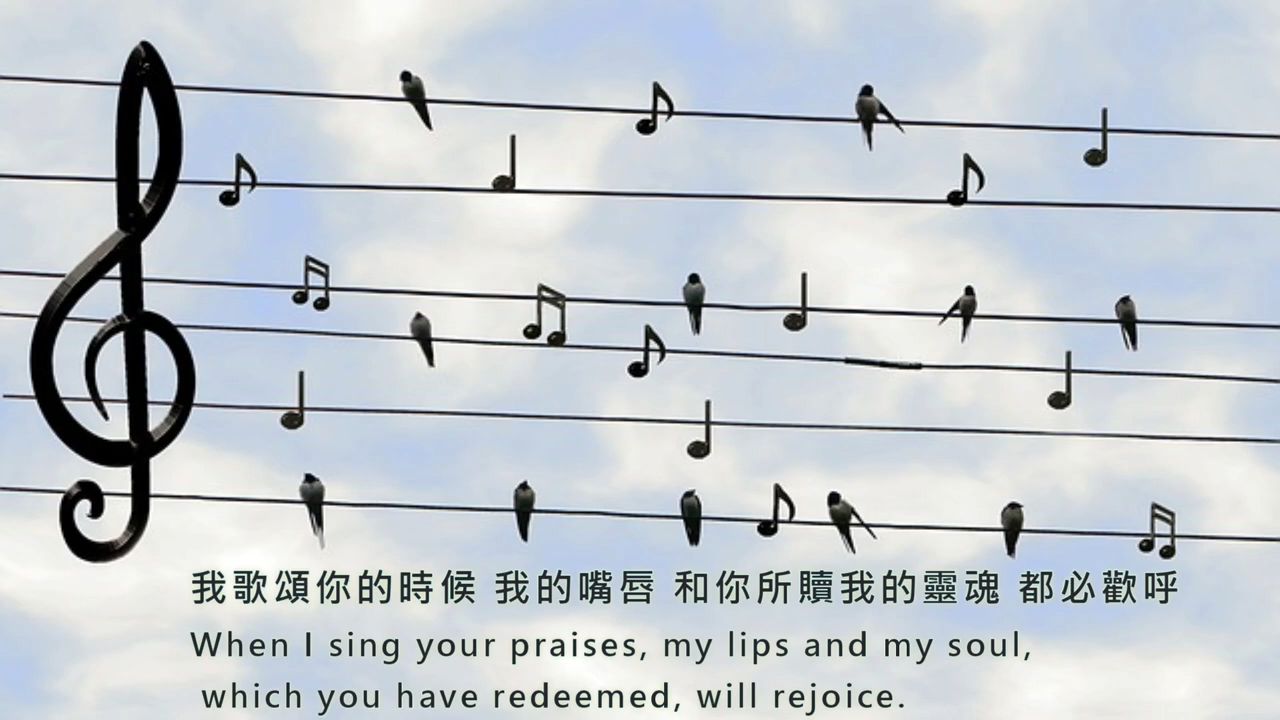 我歌頌你的時候 我的嘴唇 和你所贖我的靈魂 都必歡呼
When I sing your praises, my lips and my soul,
which you have redeemed, will rejoice.